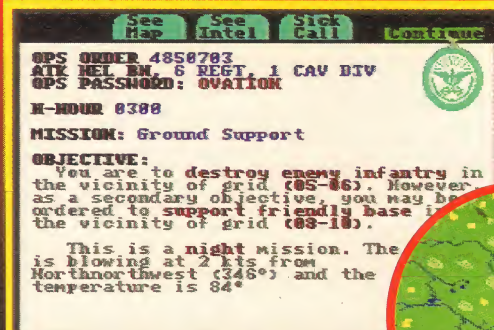 See
Map
See
Intel
Sick
Call
Continue
OPS ORDER 4850703
ATK HEL BN, 6 REGT, 1 CAV DIV
OPS PASSWORD: OVATION
H-HOUR 0300
MISSION: Ground Support
OBJECTIVE:
You are to destroy enemy infantry in
the vicinity of grid (05-06). However,
as a secondary objective, you may be
ordered to support friendly base
the vicinity of grid (08-10).
This is a night mission. The
is blowing at 2 kts from
Northnorthwest (346°) and the
temperature is 84°